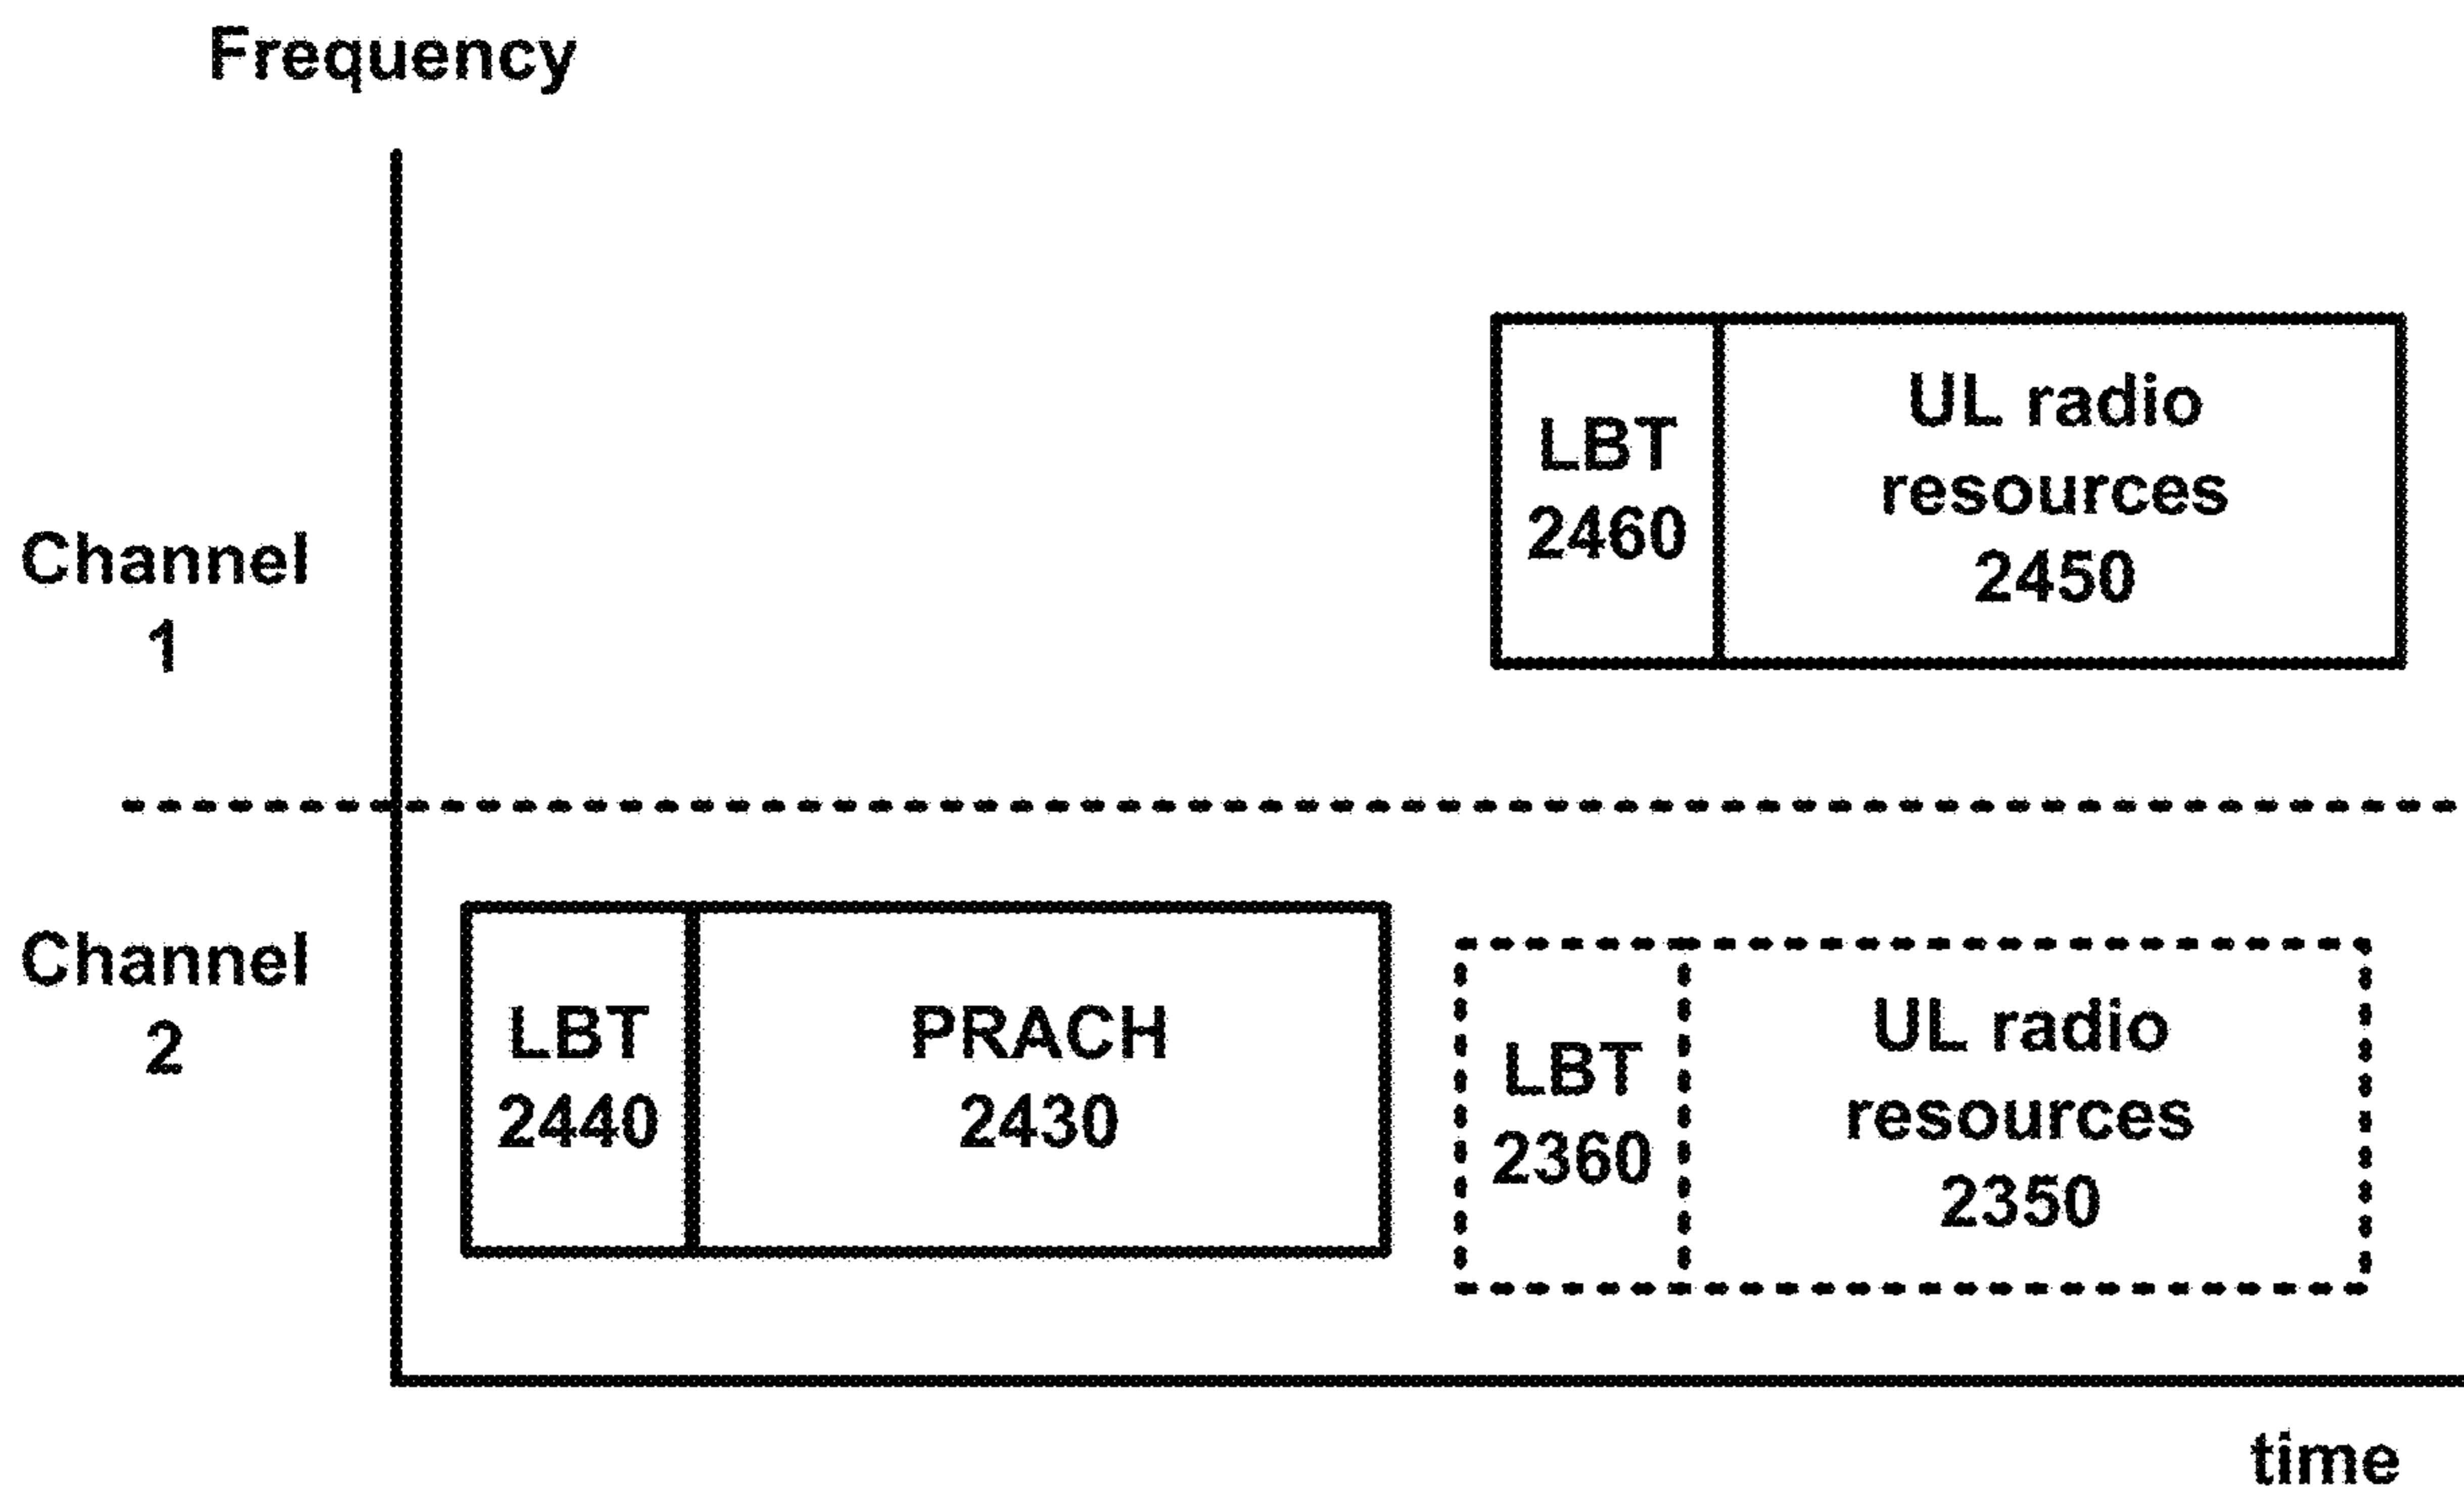 Frequency
Channel
1
LBT
2460
UL radio
resources
2450
Channel
2
LBT
2440
PRACH
2430
LBT
2360
UL radio
resources
2350
time